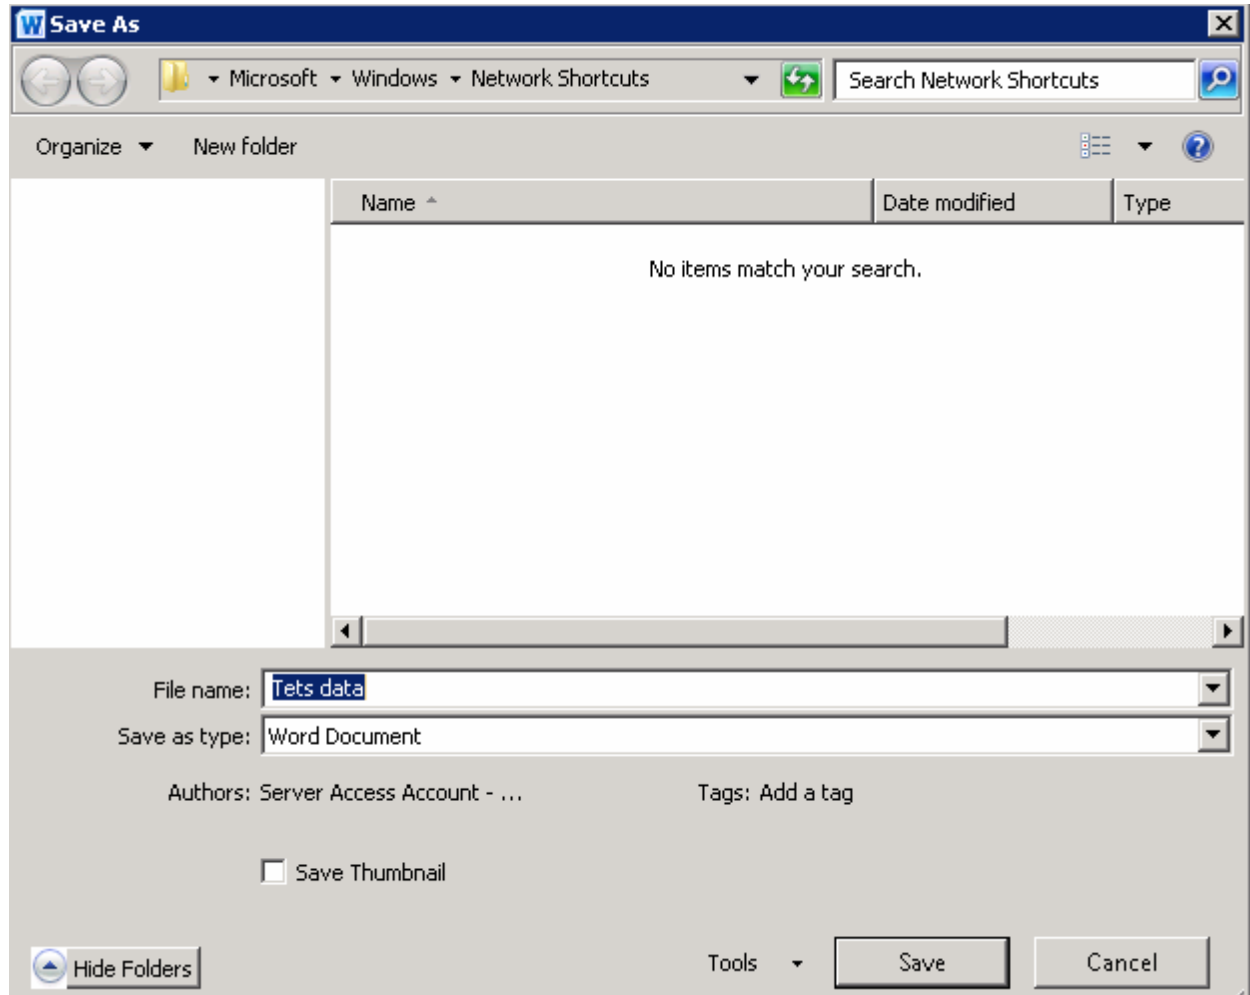 W Save As
Microsoft Windows Network Shortcuts Search Network Shortcuts
Organize New folder
Name Date modified Type
No items match your search.
File name: Tets data
Save as type: Word Document
Authors: Server Access Account - ... Tags: Add a tag
Save Thumbnail
Hide Folders Tools Save Cancel